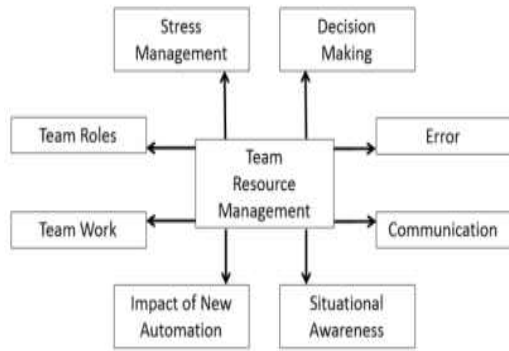 Stress
Management
Decision
Making
Team Roles
Team
Resource
Management
Error
Team Work
Communication
Impact of New
Automation
Situational
Awareness